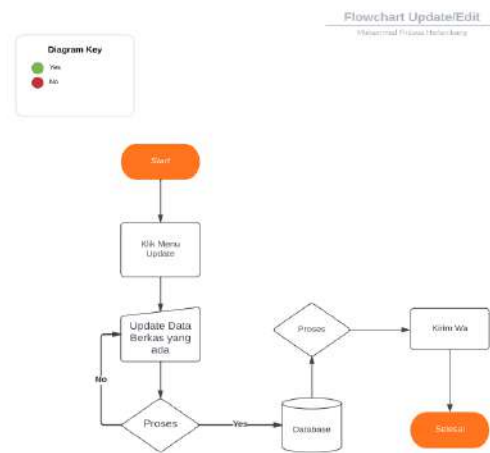 Flowchart Update/Edit
Diagram Key
Yes
No
Start
Klik Menu
Update
Update Data
Berkas yang
ada
Proses
Kirim Wa
No
Proses
Yes
Database
Selesai